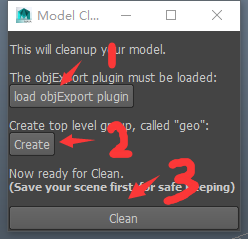 Model Cl...
This will cleanup your model.
1
The objExport plugin must be loaded:
load objExport plugin
Create top level group, called "geo":
Create
2
Now ready for Clean.
3
(Save your scene first for safe keeping)
Clean